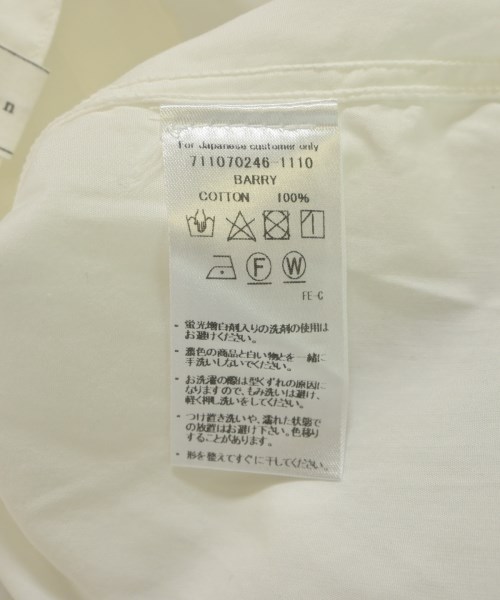 n
For Japanese customer only
711070246-1110
BARRY
COTTON 100%
F W
FE-C
- 蛍光増白剤入りの洗剤の使用は
お避けください。
- 濃色の商品と白い物とを一緒に
手洗いしないでください。
- お洗濯の際は型くずれの原因に
なりますので、もみ洗いは避け、
軽く押し洗いをしてください。
- つけ置き洗いや、濡れた状態で
の放置はお避け下さい。色移り
することがあります。
- 形を整えてすぐに干してください。